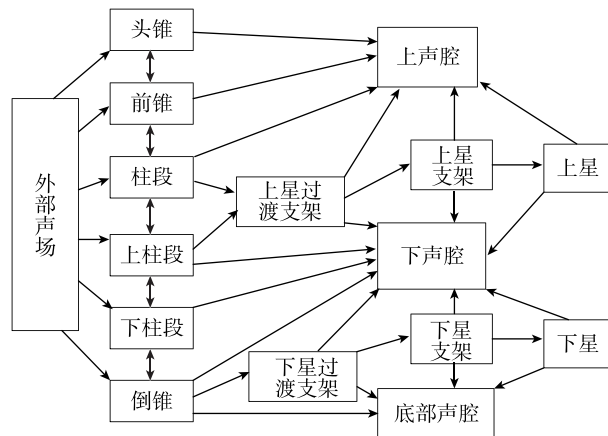 头锥
前锥
柱段
上柱段
下柱段
倒锥
外部声场
上星过
渡支架
下星过
渡支架
上声腔
上星
支架
上星
下声腔
下星
支架
下星
底部声腔